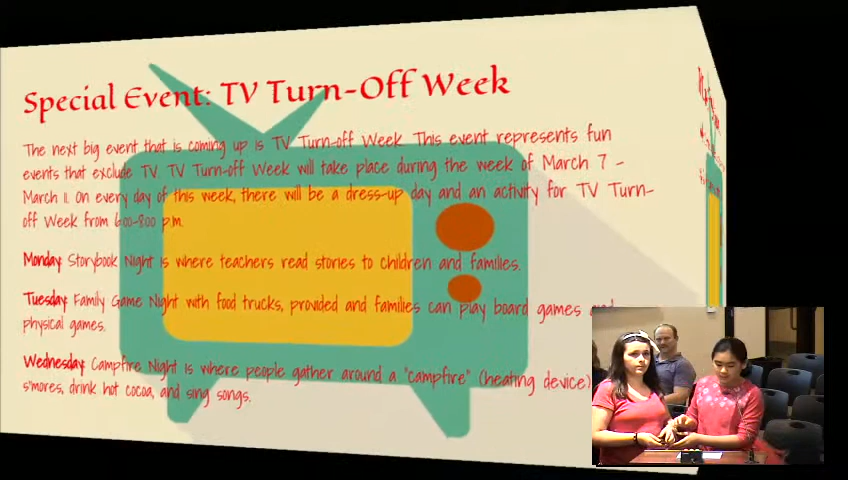 Special Event: TV Turn-Off Week
The next big event that is coming up is TV Turn-off Week. This event represents fun
events that exclude TV. TV Turn-off Week will take place during the week of March 7 -
March 11. On every day of this week, there will be a dress-up day and an activity for TV Turn-
off Week from 6:00-8:00 p.m.
Monday: Storybook Night is where teachers read stories to children and families.
Tuesday: Family Game Night with food trucks, provided and families can play board games and
physical games.
Wednesday: Campfire Night is where people gather around a "campfire" (heating device)
s'mores, drink hot cocoa, and sing songs.